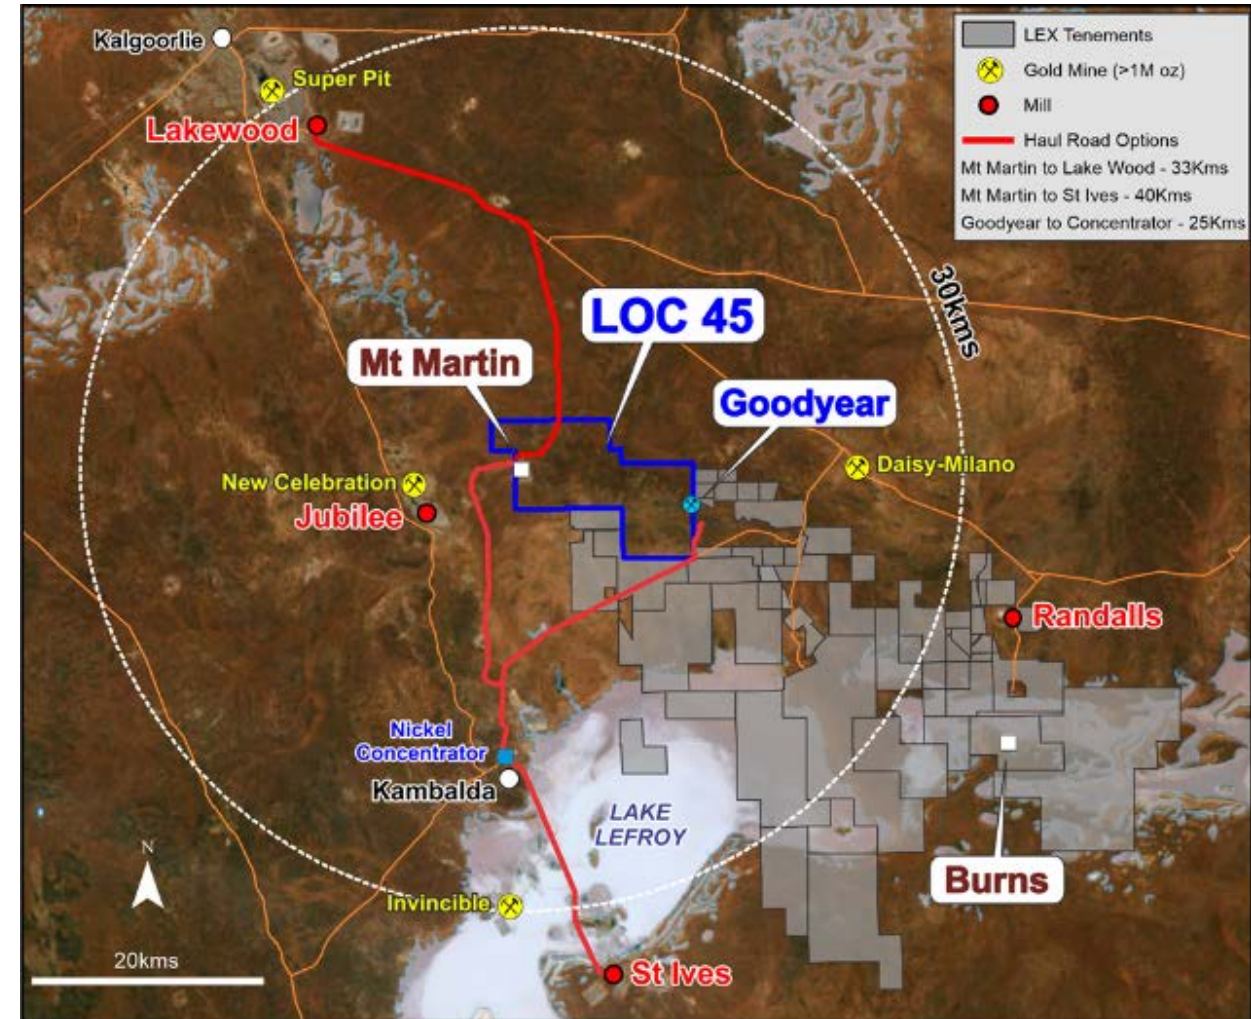 Kalgoorlie
Super Pit
Lakewood
LEX Tenements
Gold Mine (>1M oz)
Mill
Haul Road Options
Mt Martin to Lake Wood - 33Kms
Mt Martin to St Ives - 40Kms
Goodyear to Concentrator - 25Kms
30kms
LOC 45
Mt Martin
Goodyear
Daisy-Milano
New Celebration
Jubilee
Randalls
Nickel
Concentrator
Kambalda
LAKE
LEFROY
Burns
N
Invincible
20kms
St Ives